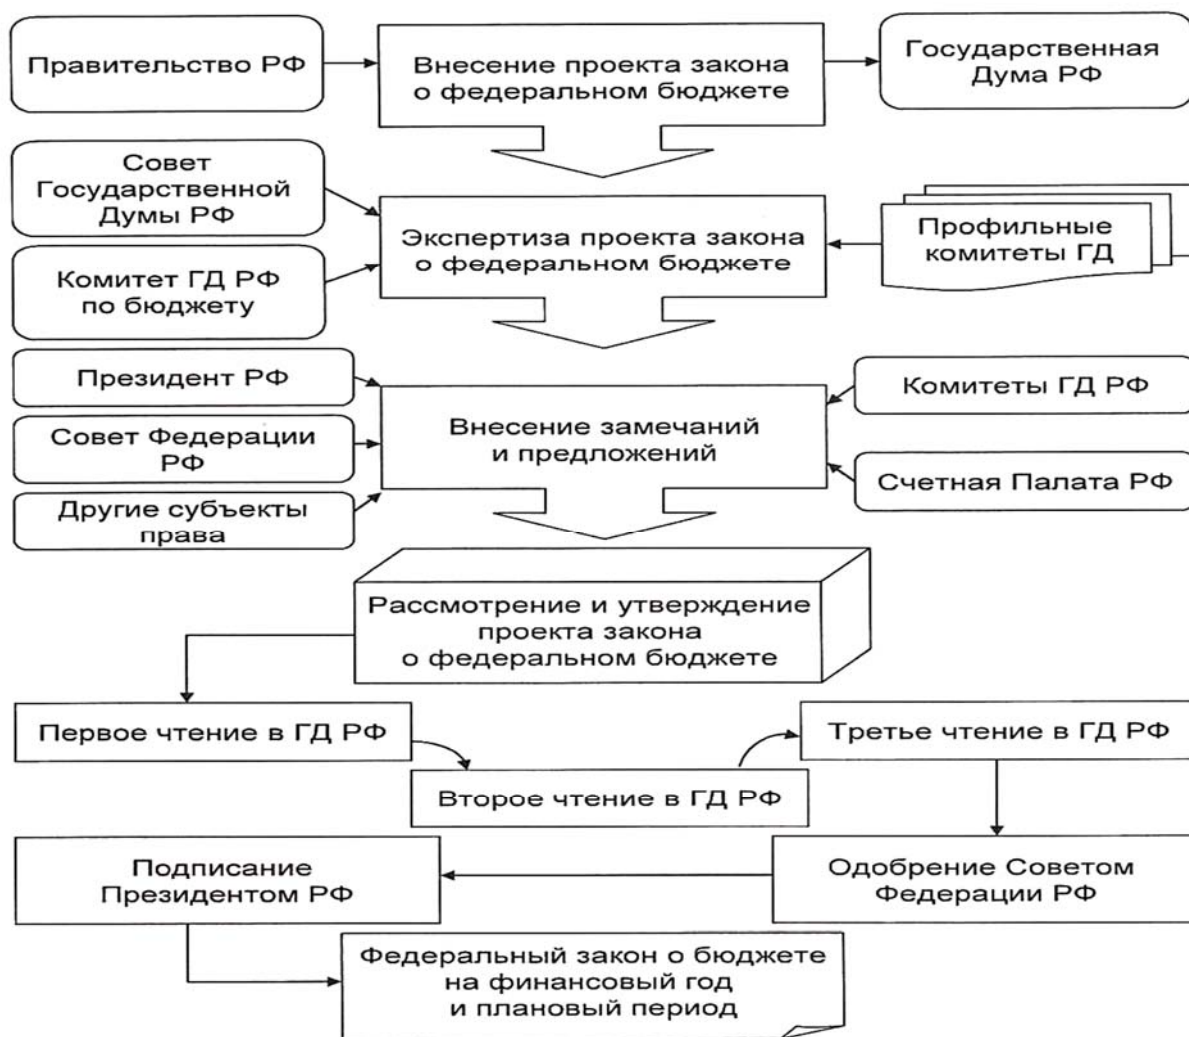 Правительство РФ
Внесение проекта закона
о федеральном бюджете
Государственная
Дума РФ
Совет
Государственной
Думы РФ
Комитет ГД РФ
по бюджету
Экспертиза проекта закона
о федеральном бюджете
Профильные
комитеты ГД
Президент РФ
Совет Федерации
РФ
Другие субъекты
права
Внесение замечаний
и предложений
Комитеты ГД РФ
Счетная Палата РФ
Рассмотрение и утверждение
проекта закона
о федеральном бюджете
Первое чтение в ГД РФ
Второе чтение в ГД РФ
Третье чтение в ГД РФ
Одобрение Советом
Федерации РФ
Подписание
Президентом РФ
Федеральный закон о бюджете
на финансовый год
и плановый период